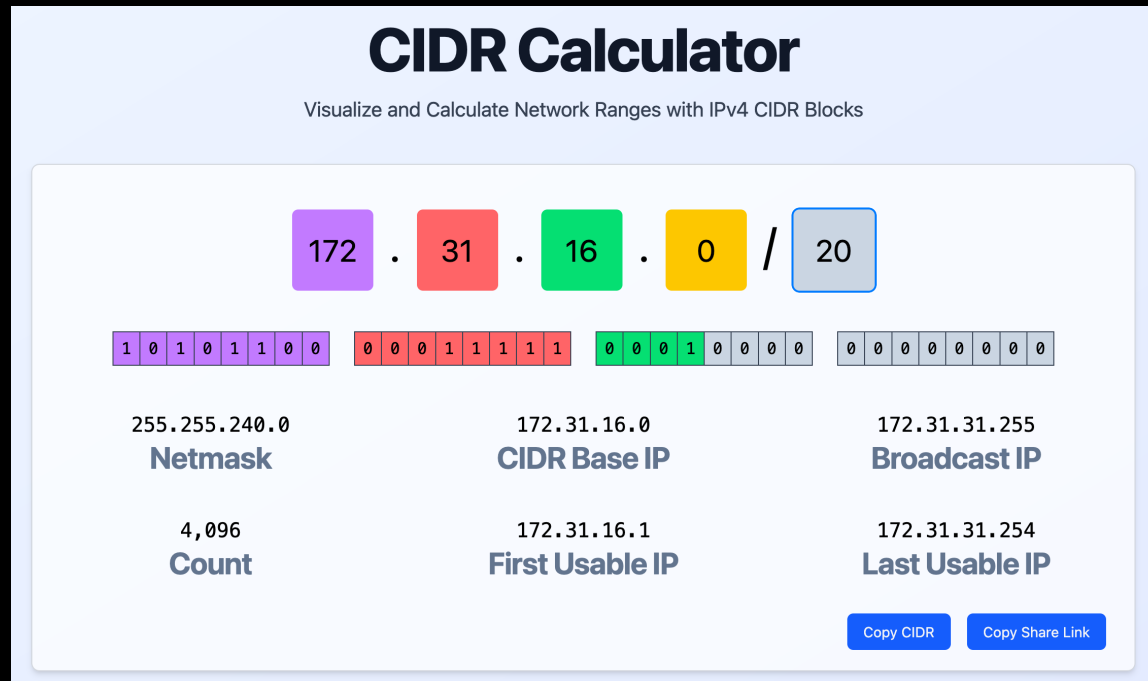 CIDR Calculator
Visualize and Calculate Network Ranges with IPv4 CIDR Blocks
172 . 31 . 16 . 0 / 20
1 0 1 0 1 1 0 0 0 0 0 1 1 1 1 1 0 0 0 1 0 0 0 0 0 0 0 0 0 0 0 0
255.255.240.0 172.31.16.0 172.31.31.255
Netmask CIDR Base IP Broadcast IP
4,096 172.31.16.1 172.31.31.254
Count First Usable IP Last Usable IP
Copy CIDR Copy Share Link